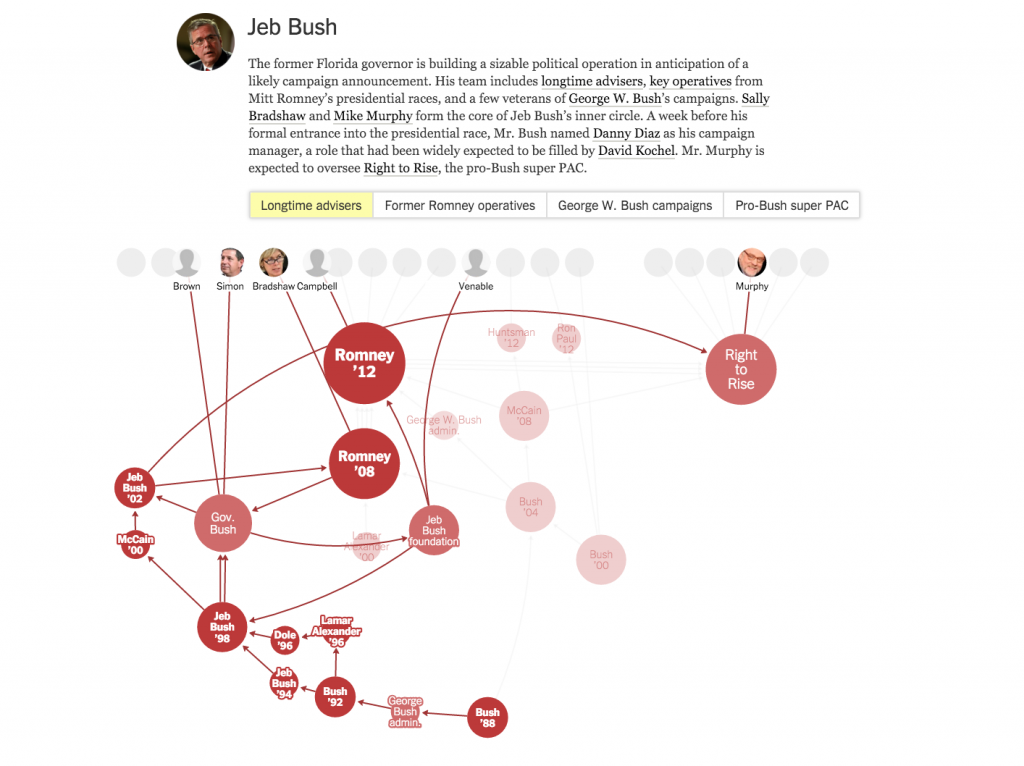 Jeb Bush
The former Florida governor is building a sizable political operation in anticipation of a
likely campaign announcement. His team includes longtime advisers, key operatives from
Mitt Romney's presidential races, and a few veterans of George W. Bush's campaigns. Sally
Bradshaw and Mike Murphy form the core of Jeb Bush's inner circle. A week before his
formal entrance into the presidential race, Mr. Bush named Danny Diaz as his campaign
manager, a role that had been widely expected to be filled by David Kochel. Mr. Murphy is
expected to oversee Right to Rise, the pro-Bush super PAC.
Longtime advisers
Former Romney operatives
George W. Bush campaigns
Pro-Bush super PAC
Brown
Simon
Bradshaw
Campbell
Venable
Murphy
Huntsman
'12
Ron
Paul
'12
Romney
'12
Right
to
Rise
McCain
'08
George W. Bush
admin.
Romney
'08
Jeb
Bush
'02
Bush
'04
Gov.
Bush
Jeb
Bush
foundation
McCain
'00
Lamar
Alexander
'00
Bush
'00
Jeb
Bush
'98
Dole
'96
Lamar
Alexander
'96
Jeb
Bush
'94
Bush
'92
George
Bush
admin.
Bush
'88